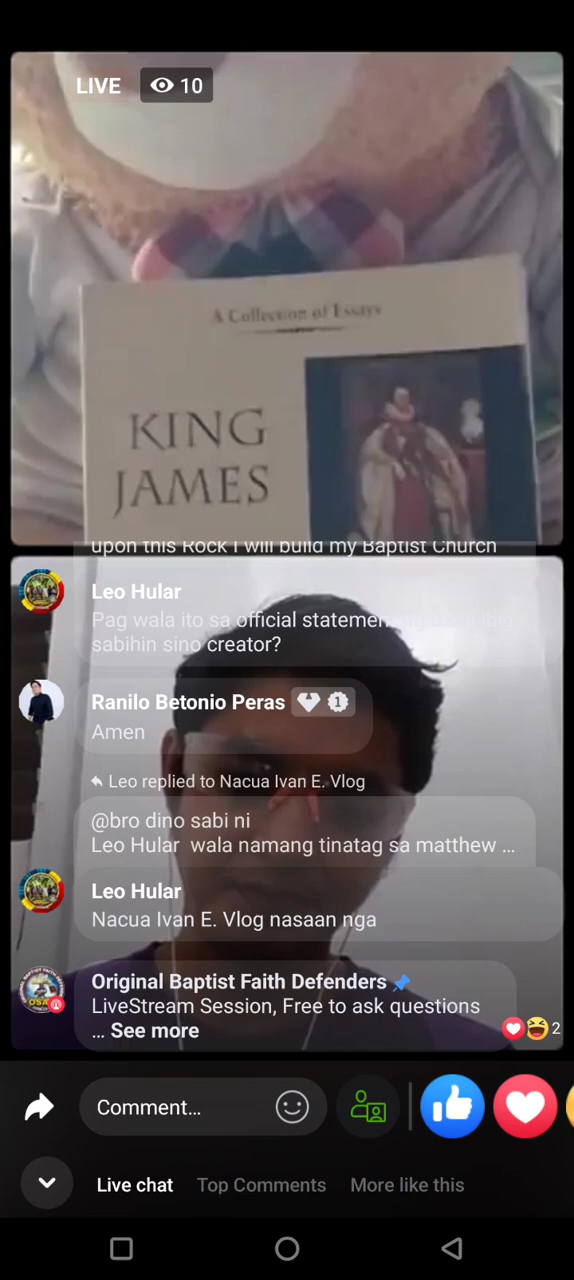 LIVE
10
A Collection of Essays
KING
JAMES
upon this Rock I will build my Baptist Church
Leo Hular
Pag wala ito sa official statemen
sabihin sino creator?
Ranilo Betonio Peras 1
Amen
Leo replied to Nacua Ivan E. Vlog
@bro dino sabi ni
Leo Hular wala namang tinatag sa matthew ...
Leo Hular
Nacua Ivan E. Vlog nasaan nga
Original Baptist Faith Defenders
LiveStream Session, Free to ask questions
... See more
2
Comment...
Live chat Top Comments More like this